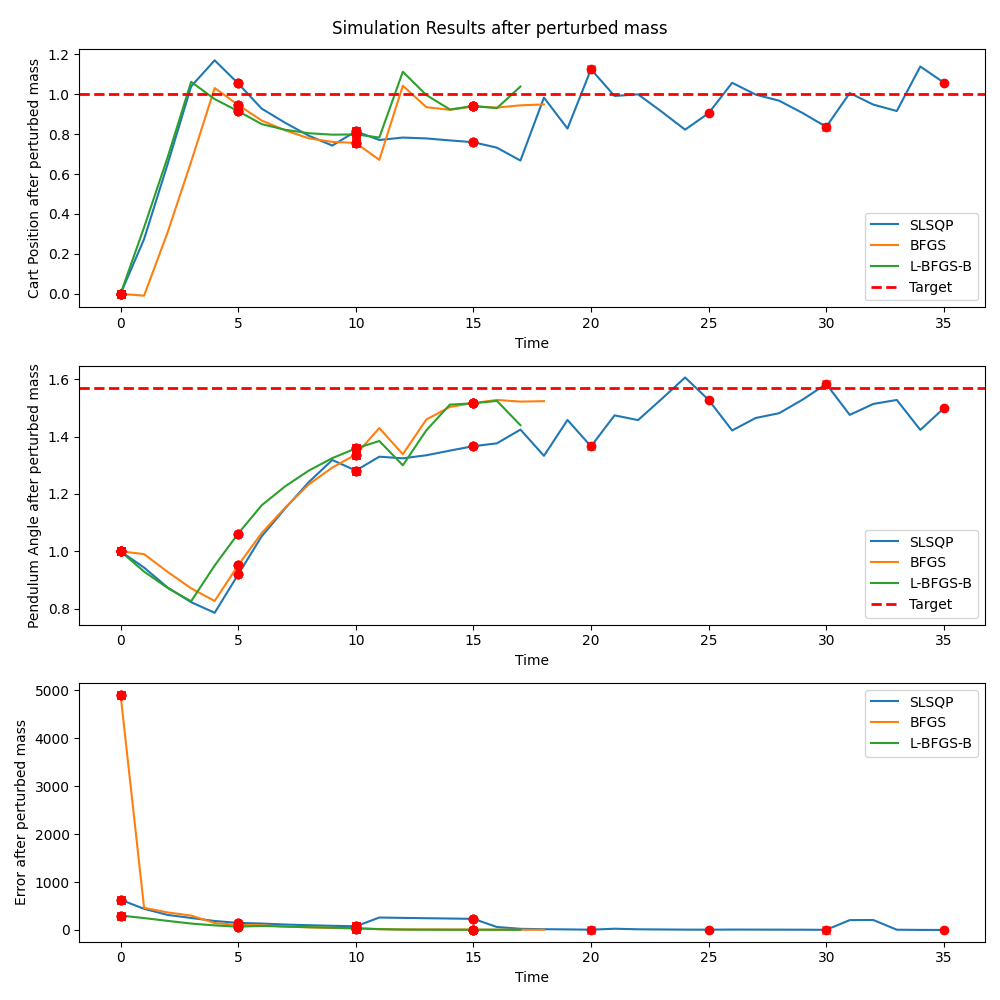 Simulation Results after perturbed mass
Cart Position after perturbed mass
1.2
1.0
0.8
0.6
0.4
0.2
0.0
SLSQP
BFGS
L-BFGS-B
Target
0 5 10 15 20 25 30 35
Time
Pendulum Angle after perturbed mass
1.6
1.4
1.2
1.0
0.8
SLSQP
BFGS
L-BFGS-B
Target
0 5 10 15 20 25 30 35
Time
Error after perturbed mass
5000
4000
3000
2000
1000
0
SLSQP
BFGS
L-BFGS-B
0 5 10 15 20 25 30 35
Time